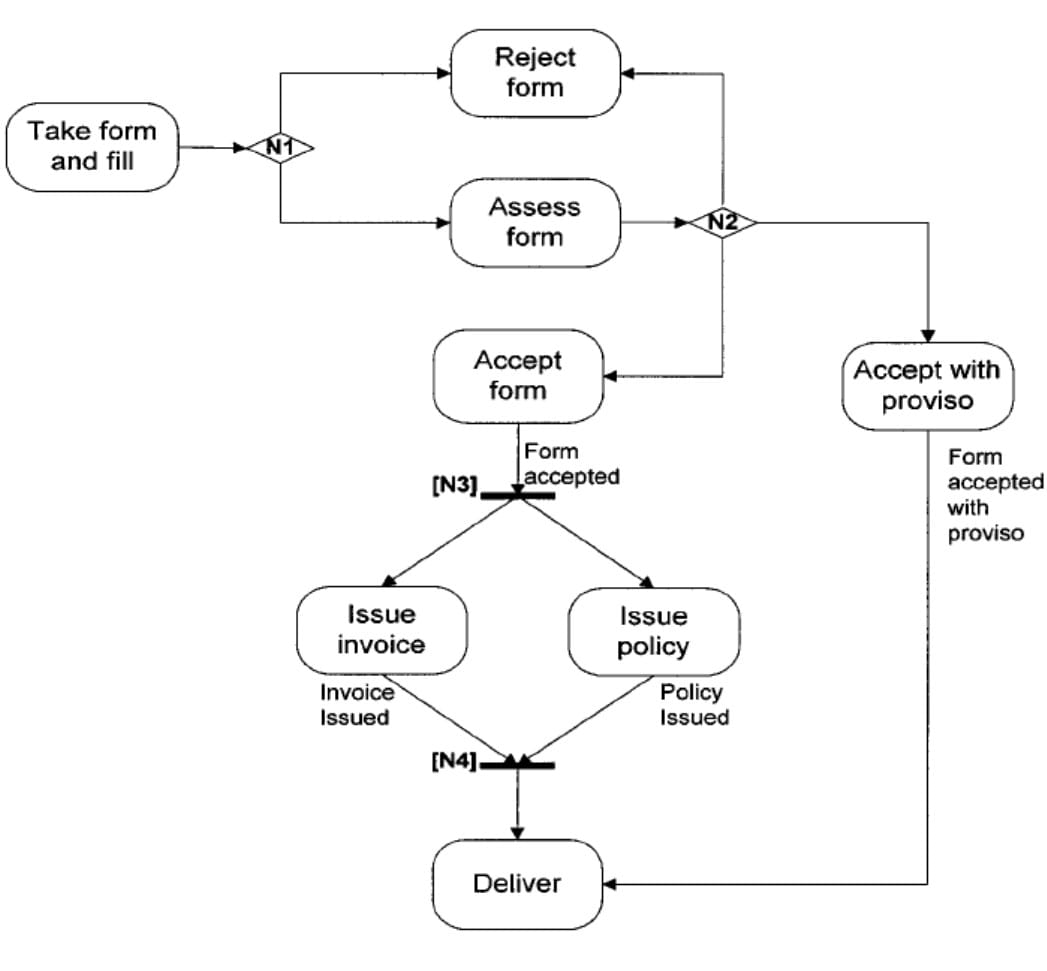 Reject
form
Take form
and fill
N1
Assess
form
N2
Accept
form
Accept with
proviso
Form
accepted
[N3]
Form
accepted
with
proviso
Issue
invoice
Issue
policy
Invoice
Issued
Policy
Issued
[N4]
Deliver